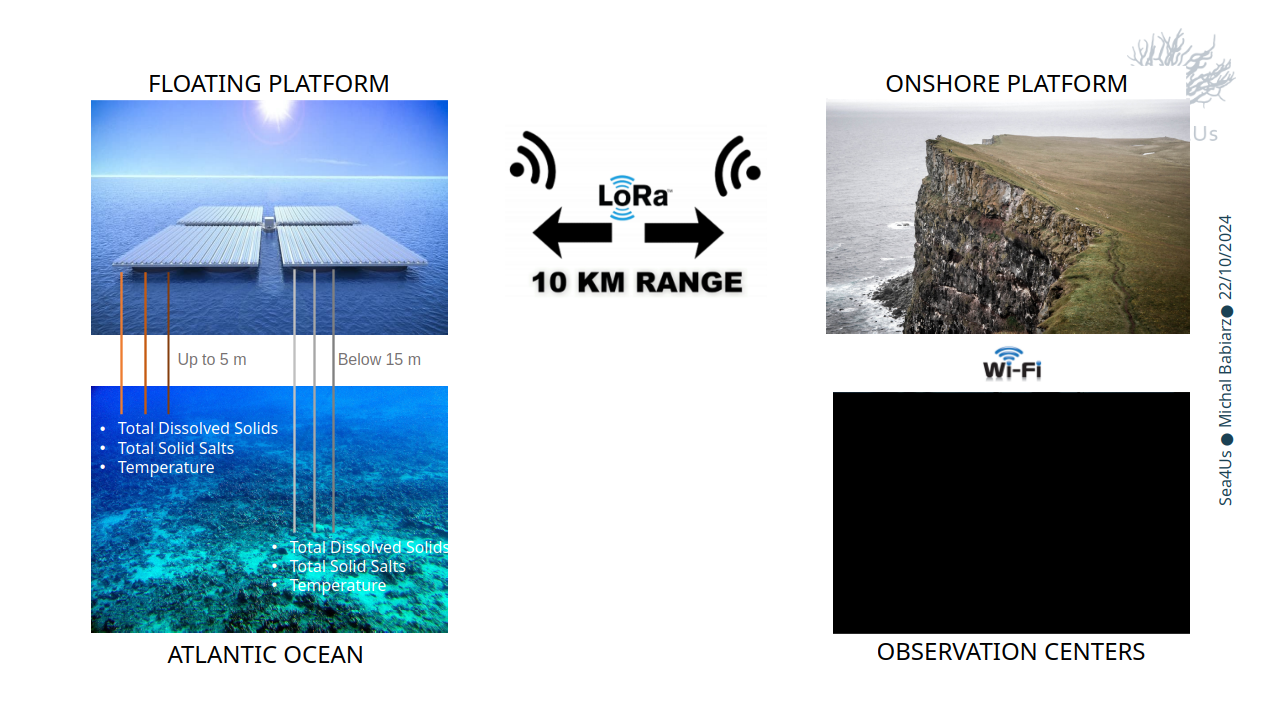 FLOATING PLATFORM
ONSHORE PLATFORM
Us
LoRa
10 KM RANGE
Up to 5 m
Below 15 m
Wi-Fi
• Total Dissolved Solids
• Total Solid Salts
• Temperature
• Total Dissolved Solids
• Total Solid Salts
• Temperature
ATLANTIC OCEAN
OBSERVATION CENTERS
Sea4Us ● Michal Babiarz● 22/10/2024